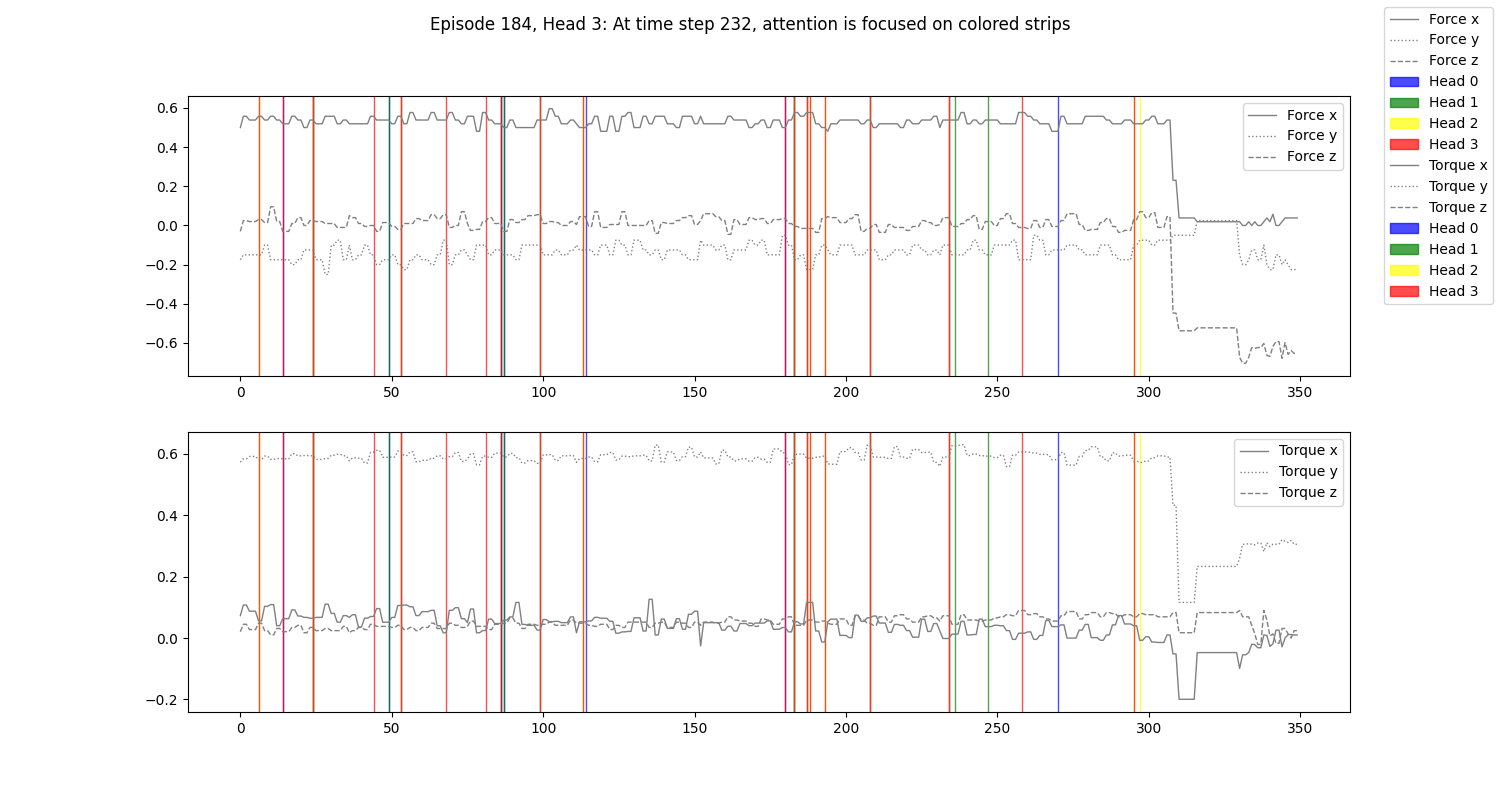 Episode 184, Head 3: At time step 232, attention is focused on colored strips
Force x
Force y
Force z
Head 0
Head 1
Head 2
Head 3
Torque x
Torque y
Torque z
Head 0
Head 1
Head 2
Head 3
Force x
Force y
Force z
0.6
0.4
0.2
0.0
−0.2
−0.4
−0.6
0 50 100 150 200 250 300 350
Torque x
Torque y
Torque z
0.6
0.4
0.2
0.0
−0.2
0 50 100 150 200 250 300 350